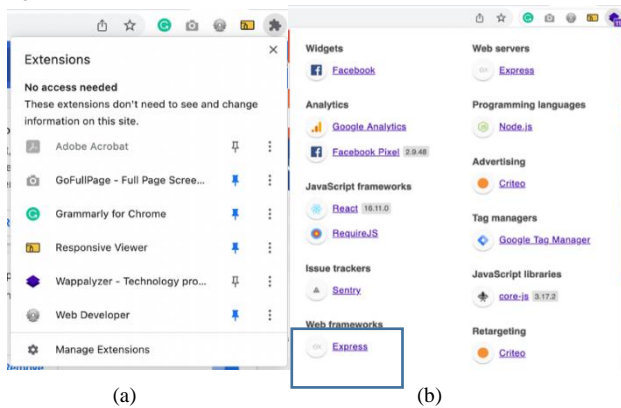 Extensions
No access needed
These extensions don't need to see and change
information on this site.
Adobe Acrobat
GoFullPage - Full Page Scree...
Grammarly for Chrome
Responsive Viewer
Wappalyzer - Technology pro...
Web Developer
Manage Extensions
(a)
Widgets
Facebook
Analytics
Google Analytics
Facebook Pixel 2.9.48
JavaScript frameworks
React 16.11.0
RequireJS
Issue trackers
Sentry
Web frameworks
Express
Web servers
Express
Programming languages
Node.js
Advertising
Criteo
Tag managers
Google Tag Manager
JavaScript libraries
core-js 3.17.2
Retargeting
Criteo
(b)